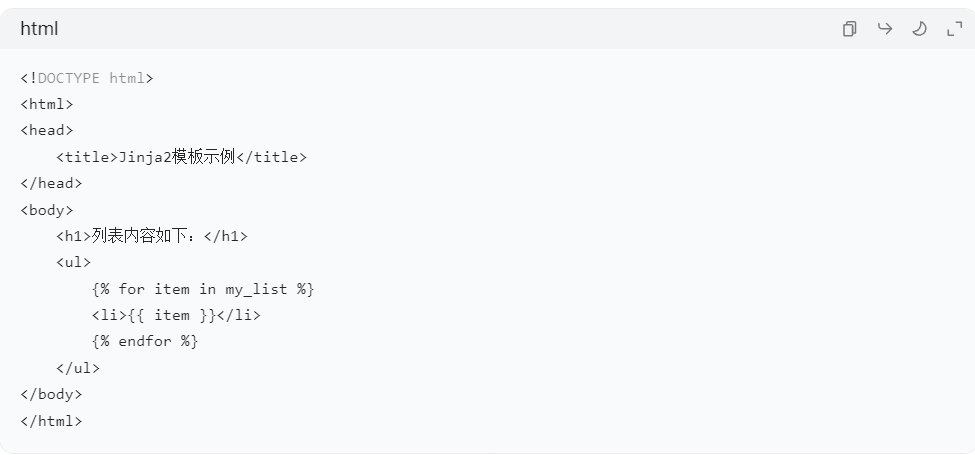 html
<!DOCTYPE html>
<html>
<head>
    <title>Jinja2模板示例</title>
</head>
<body>
    <h1>列表内容如下：</h1>
    <ul>
        {% for item in my_list %}
        <li>{{ item }}</li>
        {% endfor %}
    </ul>
</body>
</html>